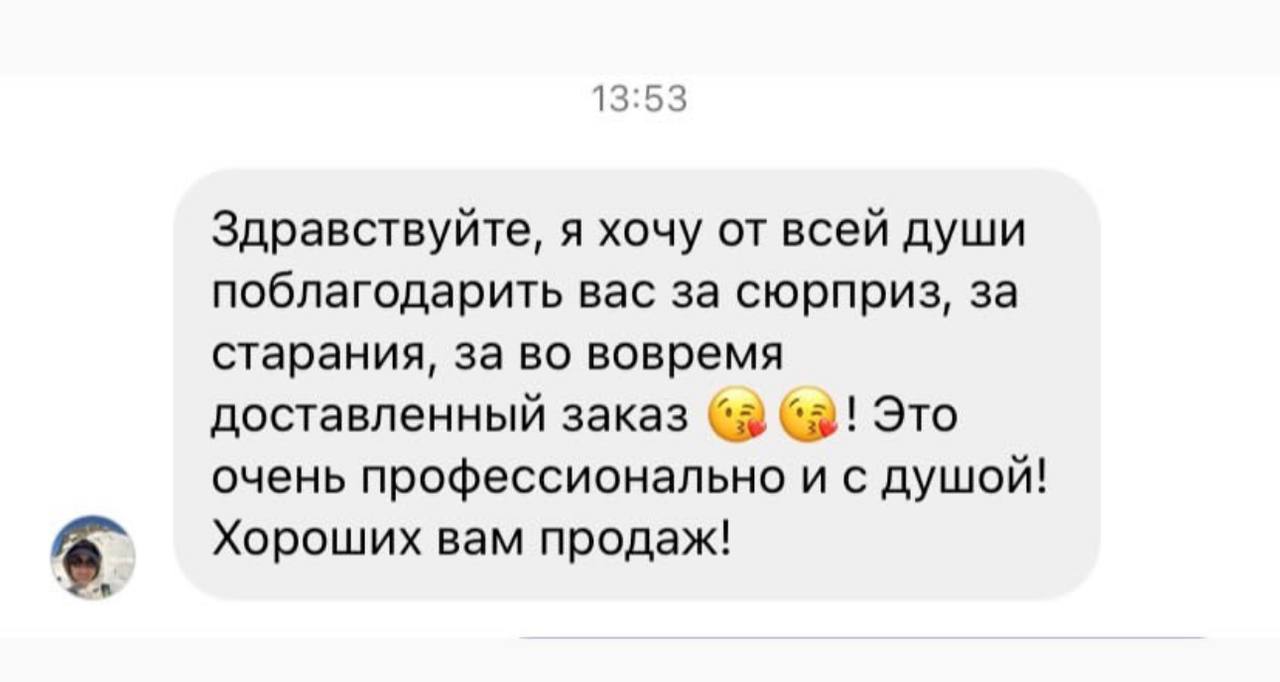 13:53
Здравствуйте, я хочу от всей души
поблагодарить вас за сюрприз, за
старания, за во вовремя
доставленный заказ 😘😘! Это
очень профессионально и с душой!
Хороших вам продаж!